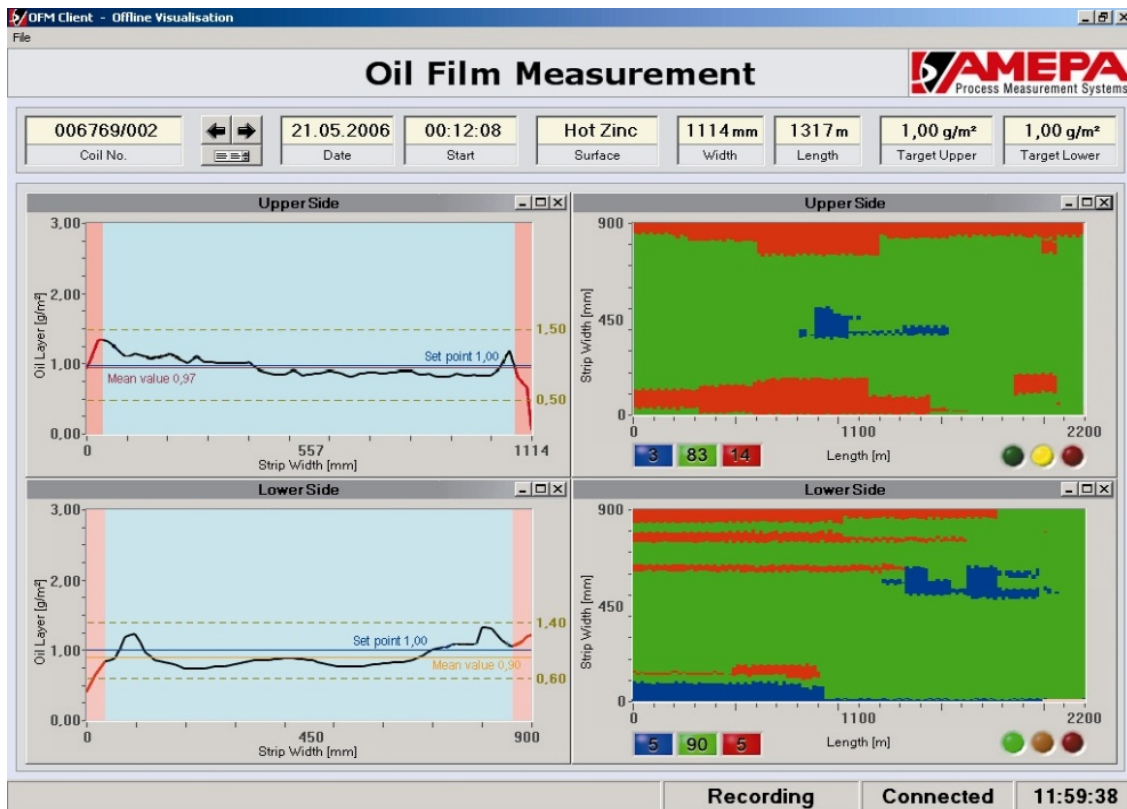 OFM Client - Offline Visualisation
File
Oil Film Measurement
AMEPA
Process Measurement Systems
006769/002
Coil No.
21.05.2006
Date
00:12:08
Start
Hot Zinc
Surface
1114 mm
Width
1317 m
Length
1,00 g/m²
Target Upper
1,00 g/m²
Target Lower
Upper Side
3,00
2,00
1,00
0,00
Oil Layer [g/m²]
1,50
Set point 1,00
Mean value 0,97
0,50
0
557
1114
Strip Width [mm]
Upper Side
900
450
0
Strip Width [mm]
0
1100
2200
3
83
14
Length [m]
Lower Side
3,00
2,00
1,00
0,00
Oil Layer [g/m²]
1,40
Set point 1,00
Mean value 0,90
0,60
0
450
900
Strip Width [mm]
Lower Side
900
450
0
Strip Width [mm]
0
1100
2200
5
90
5
Length [m]
Recording
Connected
11:59:38